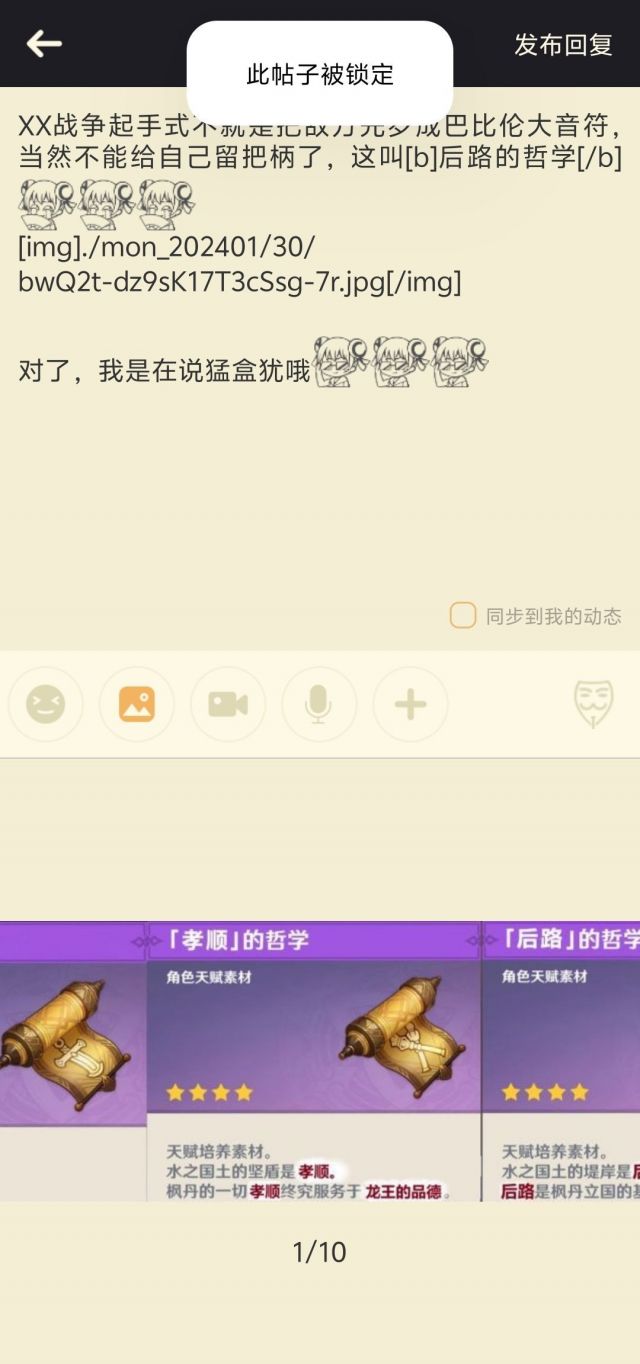 发布回复
此帖子被锁定
XX战争起手式不就是把敌方先罗成巴比伦大音符，
当然不能给自己留把柄了，这叫[b]后路的哲学[/b]
[img]./mon_202401/30/
bwQ2t-dz9sK17T3cSsg-7r.jpg[/img]
对了，我是在说猛盒犹哦
同步到我的动态
「孝顺」的哲学
「后路」的哲学
角色天赋素材
角色天赋素材
天赋培养素材。
水之国土的坚盾是孝顺。
枫丹的一切孝顺终究服务于 龙王的品德。
天赋培养素材。
水之国土的堤岸是
后路是枫丹立国的
1/10